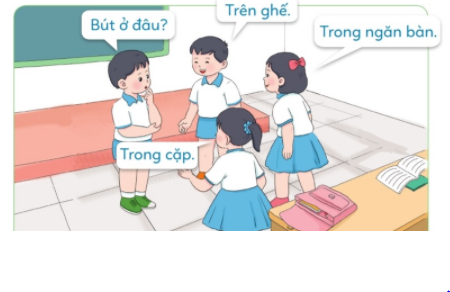 Bút ở đâu?
Trên ghế.
Trong ngăn bàn.
Trong cặp.